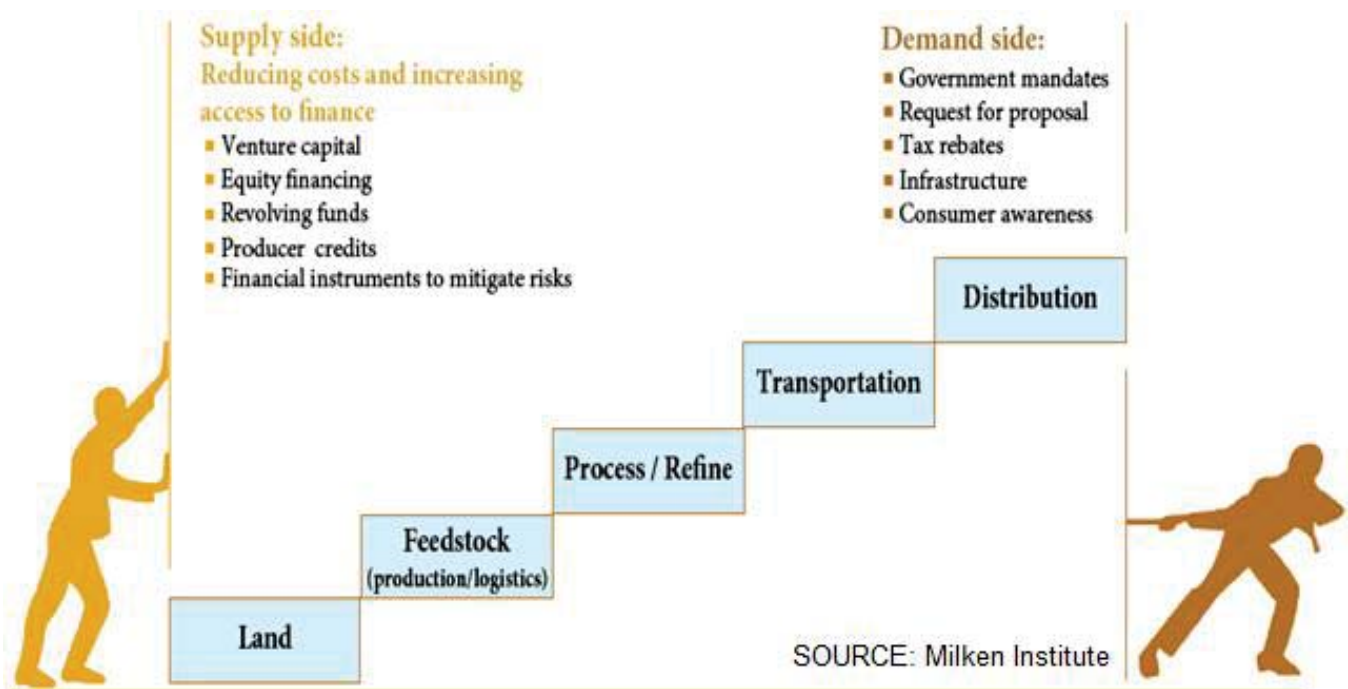 Supply side:
Reducing costs and increasing
access to finance
▪ Venture capital
▪ Equity financing
▪ Revolving funds
▪ Producer credits
▪ Financial instruments to mitigate risks
Demand side:
▪ Government mandates
▪ Request for proposal
▪ Tax rebates
▪ Infrastructure
▪ Consumer awareness
Distribution
Transportation
Process / Refine
Feedstock
(production/logistics)
Land
SOURCE: Milken Institute